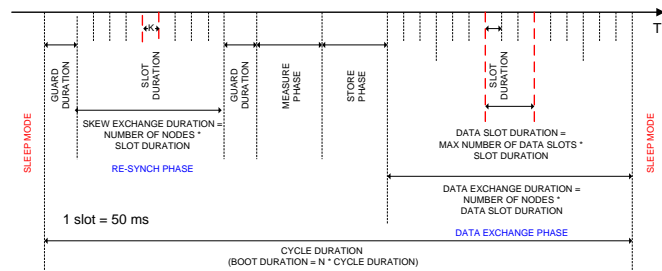 T
K
SLEEP MODE
GUARD
DURATION
SLOT
DURATION
GUARD
DURATION
MEASURE
PHASE
STORE
PHASE
SLOT
DURATION
SLEEP MODE
SKEW EXCHANGE DURATION =
NUMBER OF NODES *
SLOT DURATION
RE-SYNCH PHASE
DATA SLOT DURATION =
MAX NUMBER OF DATA SLOTS *
SLOT DURATION
DATA EXCHANGE DURATION =
NUMBER OF NODES *
DATA SLOT DURATION
DATA EXCHANGE PHASE
1 slot = 50 ms
CYCLE DURATION
(BOOT DURATION = N * CYCLE DURATION)